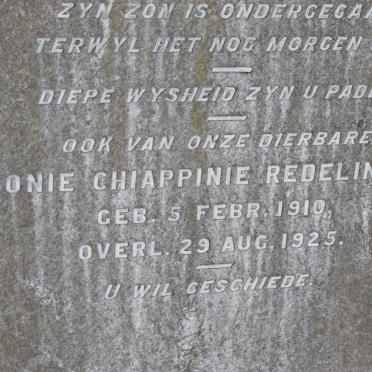 ZYN ZON IS ONDERGEGAA
TERWYL HET NOG MORGEN
DIEPE WYSHEID ZYN U PAD
OOK VAN ONZE DIERBARE
ONIE CHIAPPINIE REDELIN
GEB. 5 FEBR. 1910,
OVERL. 29 AUG. 1925.
U WIL GESCHIEDE.